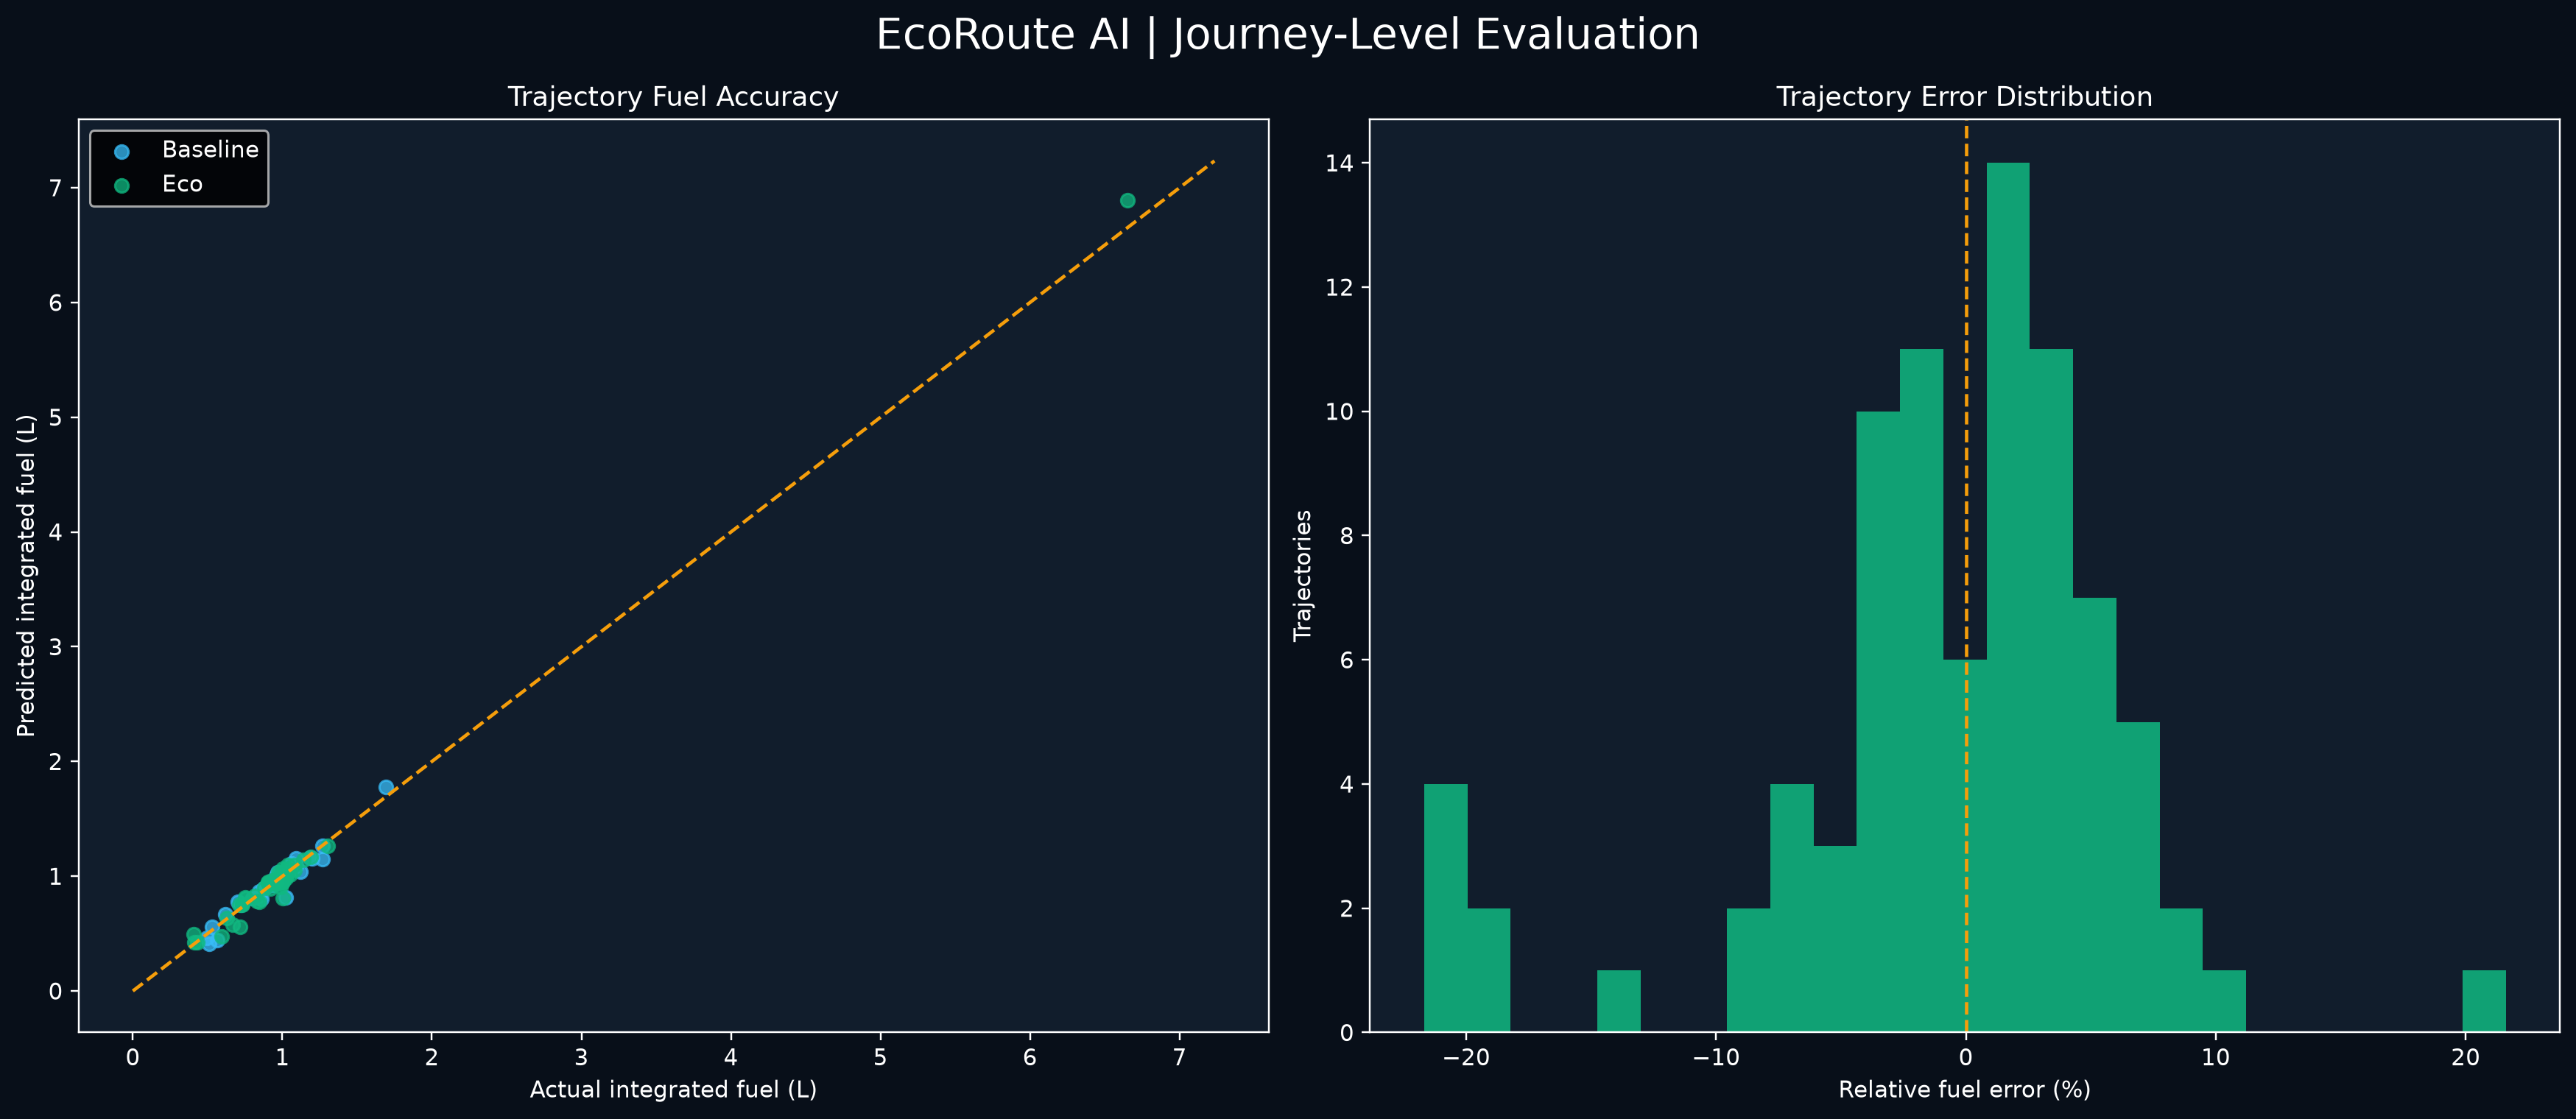 EcoRoute AI | Journey-Level Evaluation
Trajectory Fuel Accuracy
Baseline
Eco
7
6
5
4
3
2
1
0
Predicted integrated fuel (L)
0 1 2 3 4 5 6 7
Actual integrated fuel (L)
Trajectory Error Distribution
14
12
10
8
6
4
2
0
Trajectories
−20 −10 0 10 20
Relative fuel error (%)